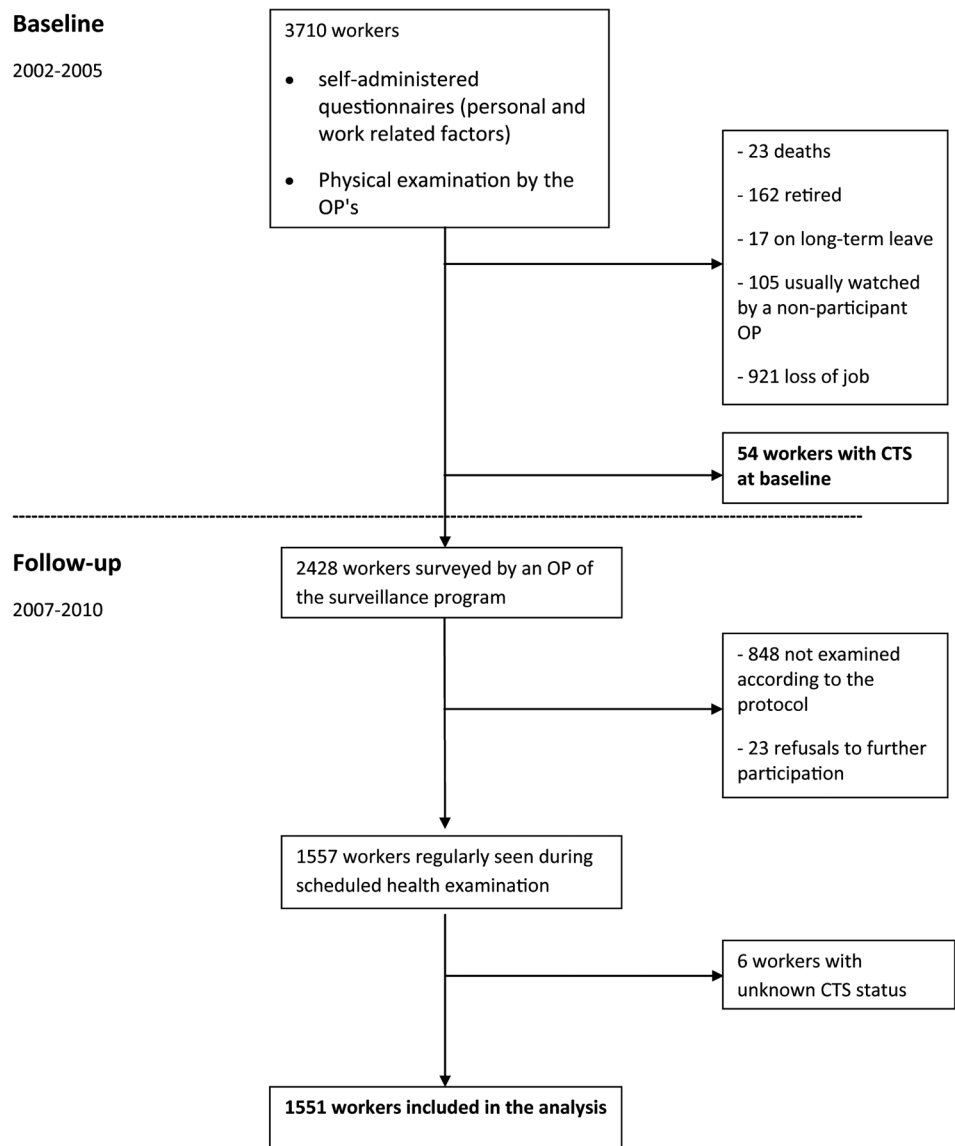 Baseline
2002-2005
3710 workers
• self-administered
questionnaires (personal and
work related factors)
• Physical examination by the
OP's
- 23 deaths
- 162 retired
- 17 on long-term leave
- 105 usually watched
by a non-participant
OP
- 921 loss of job
54 workers with CTS
at baseline
Follow-up
2007-2010
2428 workers surveyed by an OP of
the surveillance program
- 848 not examined
according to the
protocol
- 23 refusals to further
participation
1557 workers regularly seen during
scheduled health examination
6 workers with
unknown CTS status
1551 workers included in the analysis